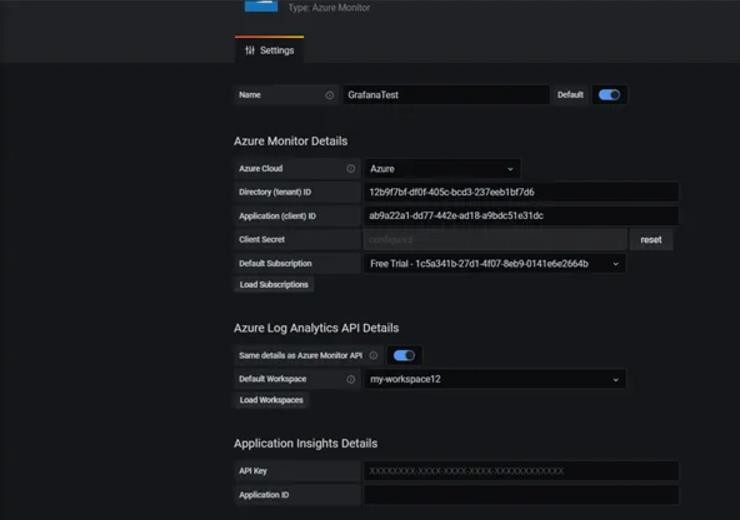 Type: Azure Monitor
Settings
Name GrafanaTest Default
Azure Monitor Details
Azure Cloud Azure
Directory (tenant) ID 12b9f7bf-df0f-405c-bcd3-237eeb1bf7d6
Application (client) ID ab9a22a1-dd77-442e-ad18-a9bdc51e31dc
Client Secret configured reset
Default Subscription Free Trial - 1c5a341b-27d1-4f07-8eb9-0141e6e2664b
Load Subscriptions
Azure Log Analytics API Details
Same details as Azure Monitor API
Default Workspace my-workspace12
Load Workspaces
Application Insights Details
API Key XXXXXXXX-XXXX-XXXX-XXXX-XXXXXXXXXXXX
Application ID